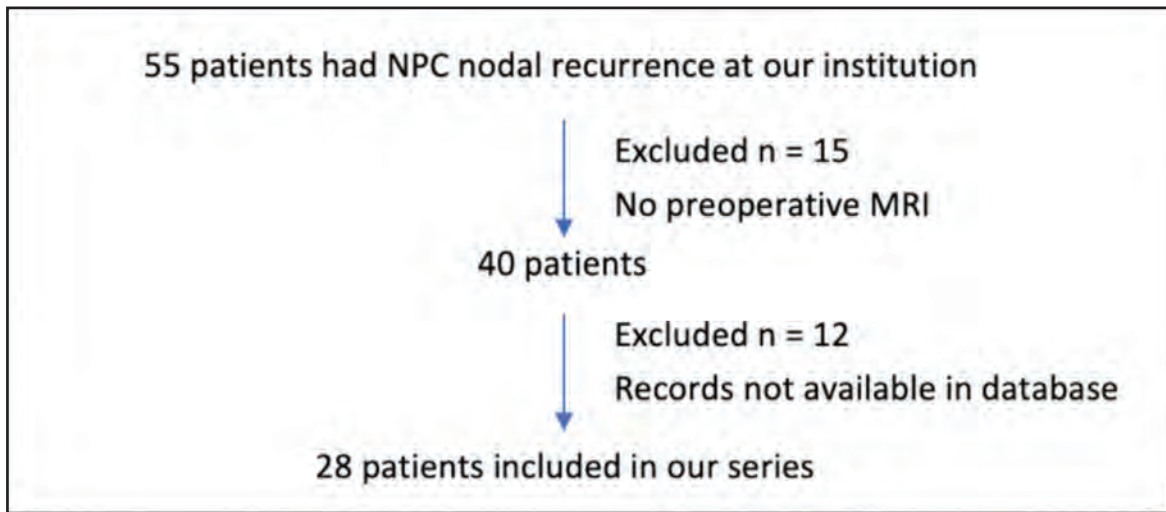 55 patients had NPC nodal recurrence at our institution
Excluded n = 15
No preoperative MRI
40 patients
Excluded n = 12
Records not available in database
28 patients included in our series